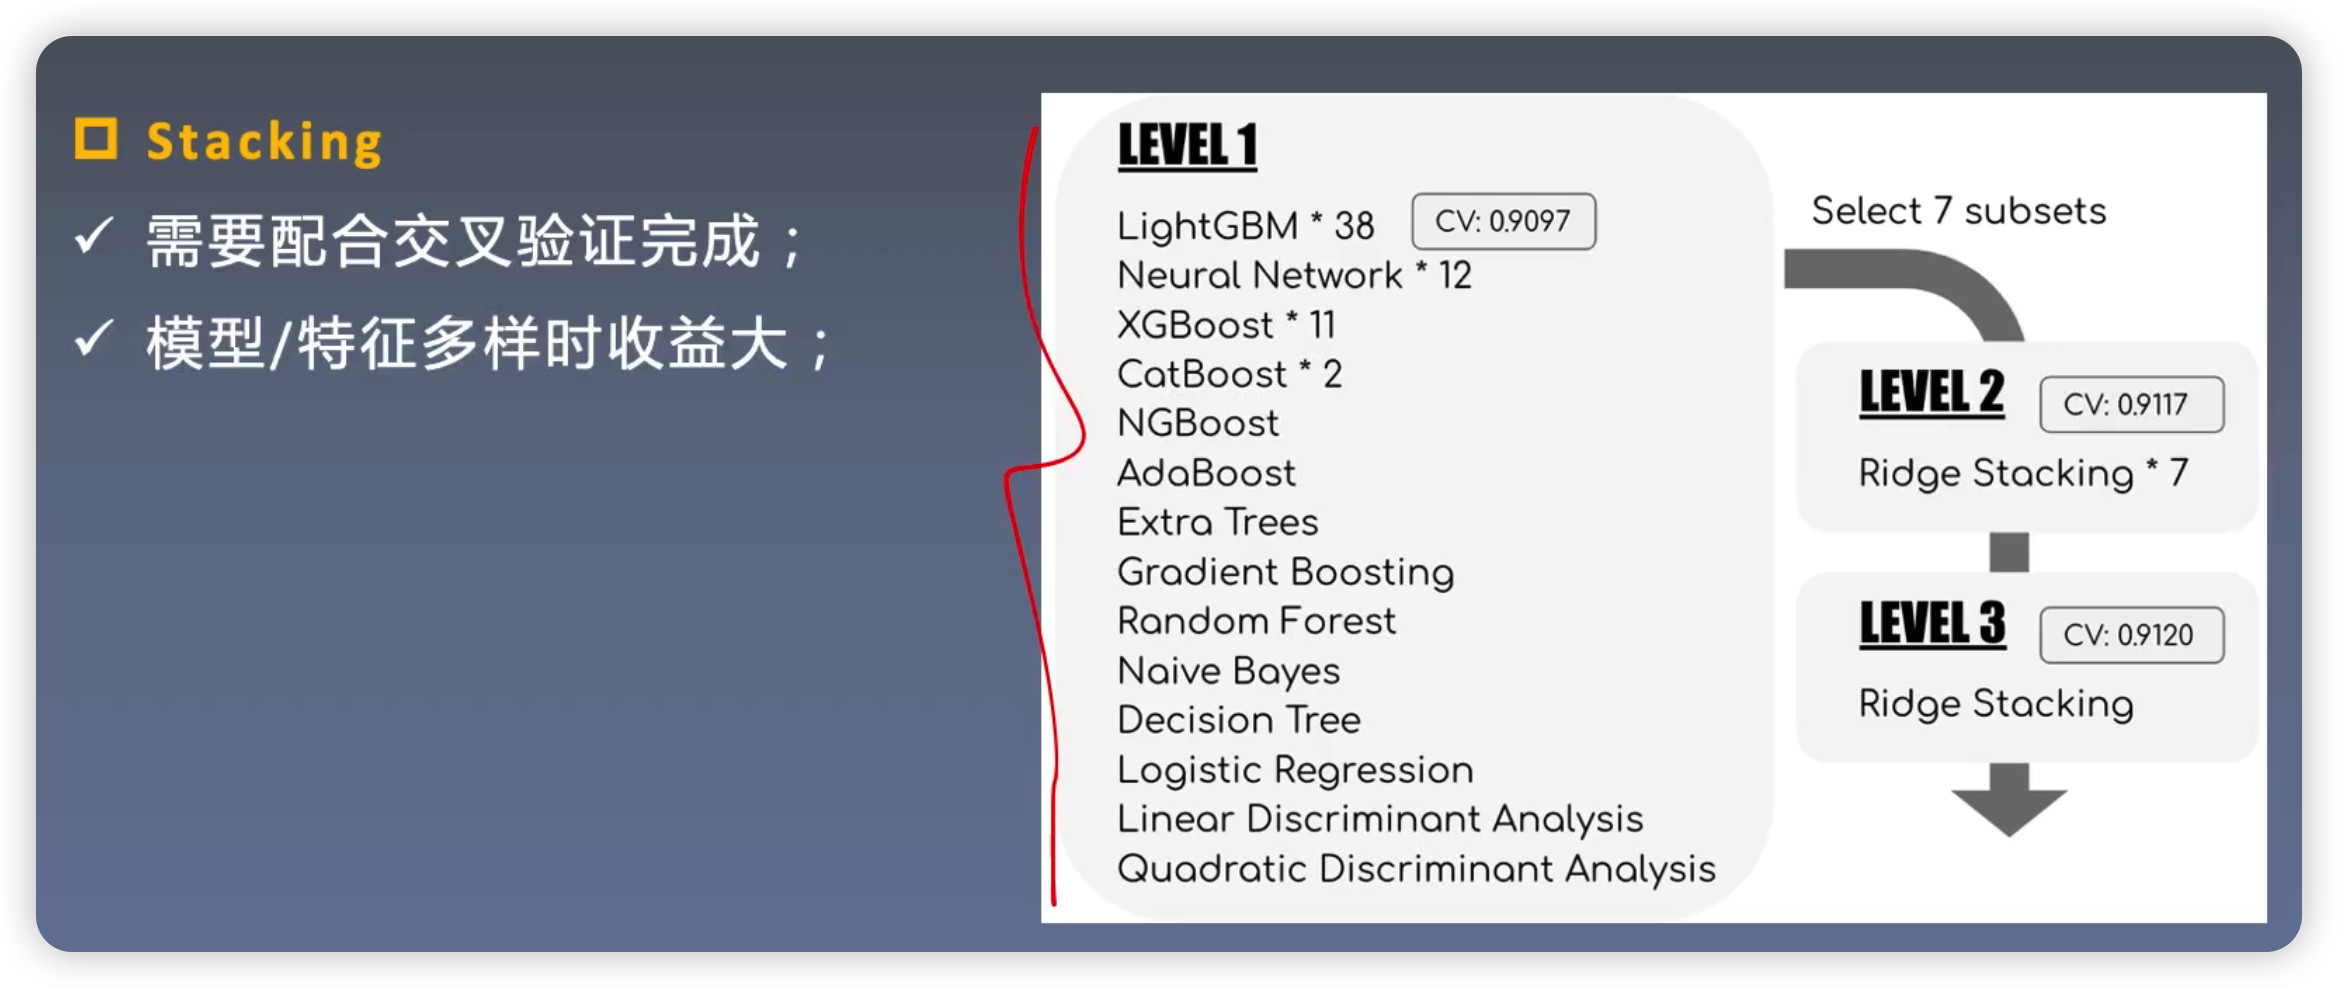 Stacking
需要配合交叉验证完成；
模型/特征多样时收益大；
LEVEL 1
LightGBM * 38 CV: 0.9097
Neural Network * 12
XGBoost * 11
CatBoost * 2
NGBoost
AdaBoost
Extra Trees
Gradient Boosting
Random Forest
Naive Bayes
Decision Tree
Logistic Regression
Linear Discriminant Analysis
Quadratic Discriminant Analysis
Select 7 subsets
LEVEL 2 CV: 0.9117
Ridge Stacking * 7
LEVEL 3 CV: 0.9120
Ridge Stacking